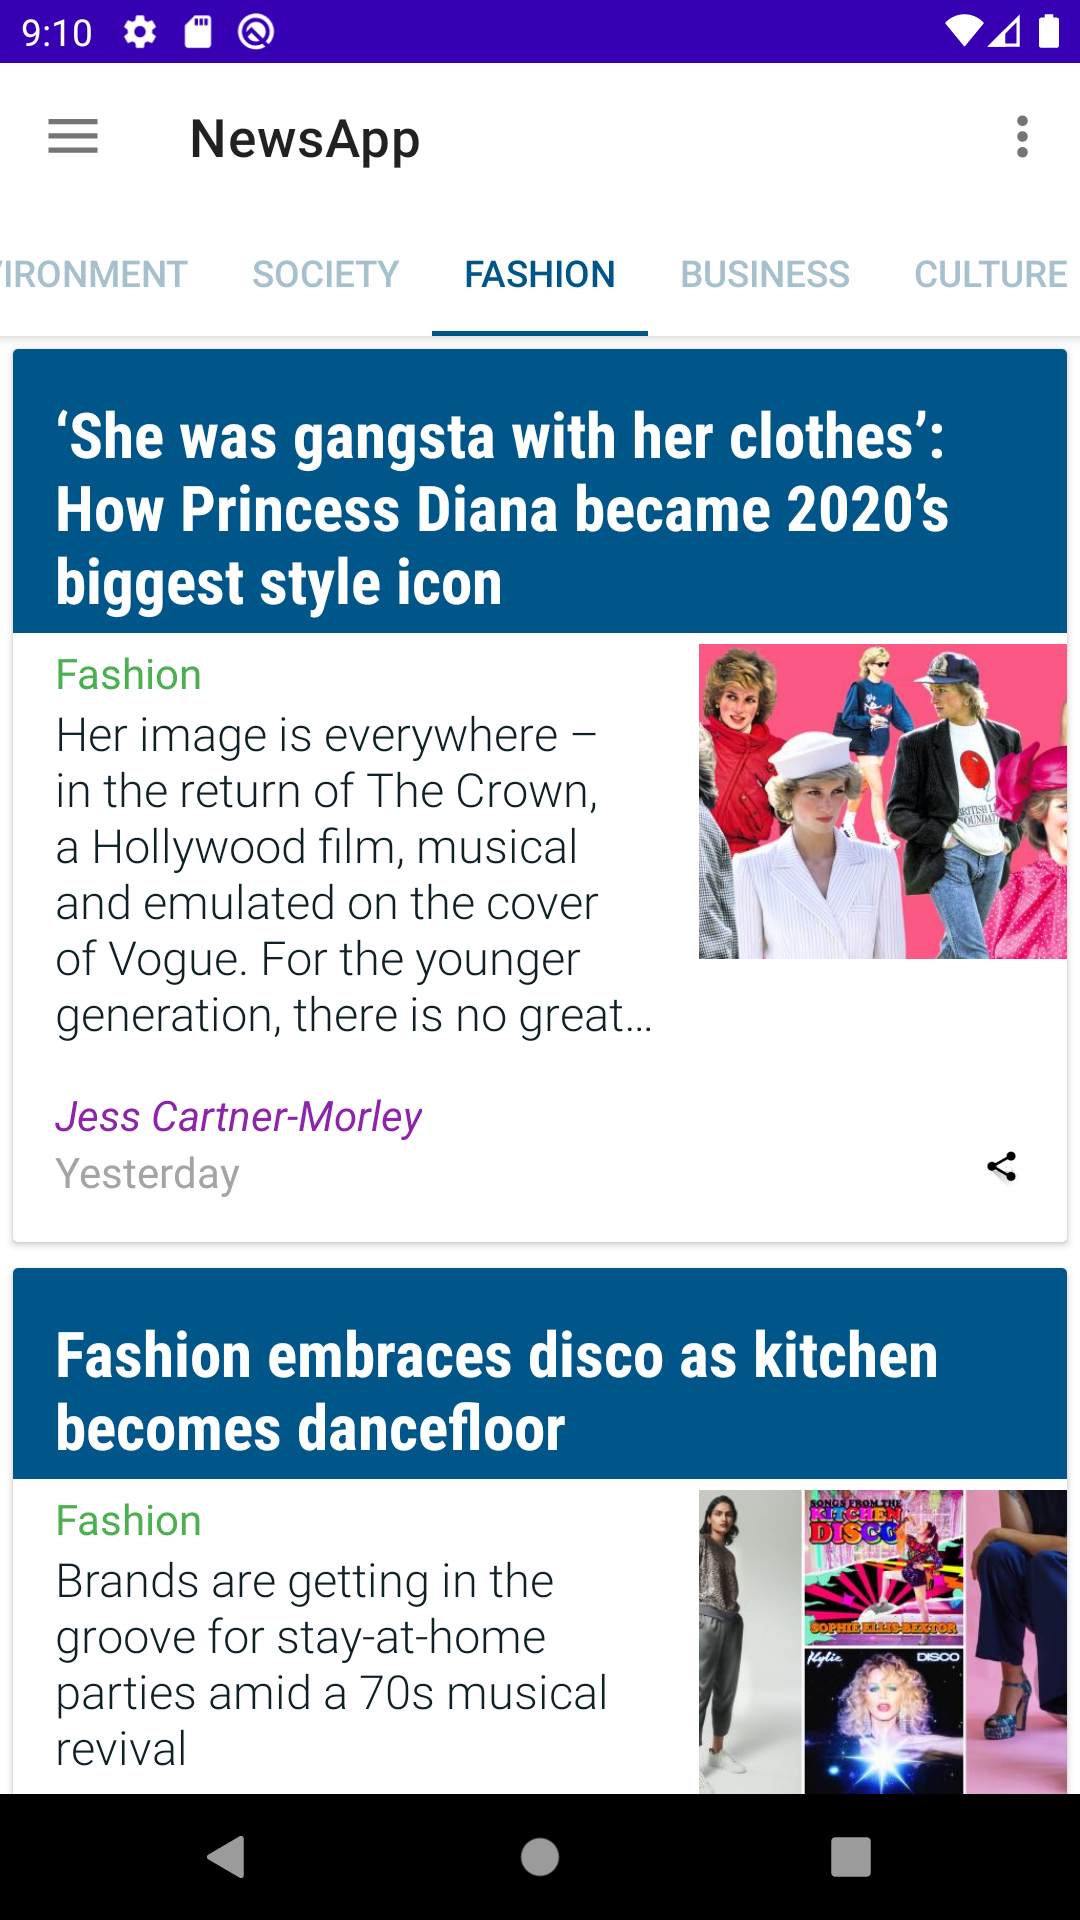 9:10
NewsApp
VIRONMENT SOCIETY FASHION BUSINESS CULTURE
‘She was gangsta with her clothes’:
How Princess Diana became 2020’s
biggest style icon
Fashion
Her image is everywhere –
in the return of The Crown,
a Hollywood film, musical
and emulated on the cover
of Vogue. For the younger
generation, there is no great…
BRITISH L
OUNDAT
Jess Cartner-Morley
Yesterday
Fashion embraces disco as kitchen
becomes dancefloor
Fashion
Brands are getting in the
groove for stay-at-home
parties amid a 70s musical
revival
SONGS FROM THE
KITCHEN
DISCO
SOPHIE ELLIS-BEXTOR
Kylie DISCO